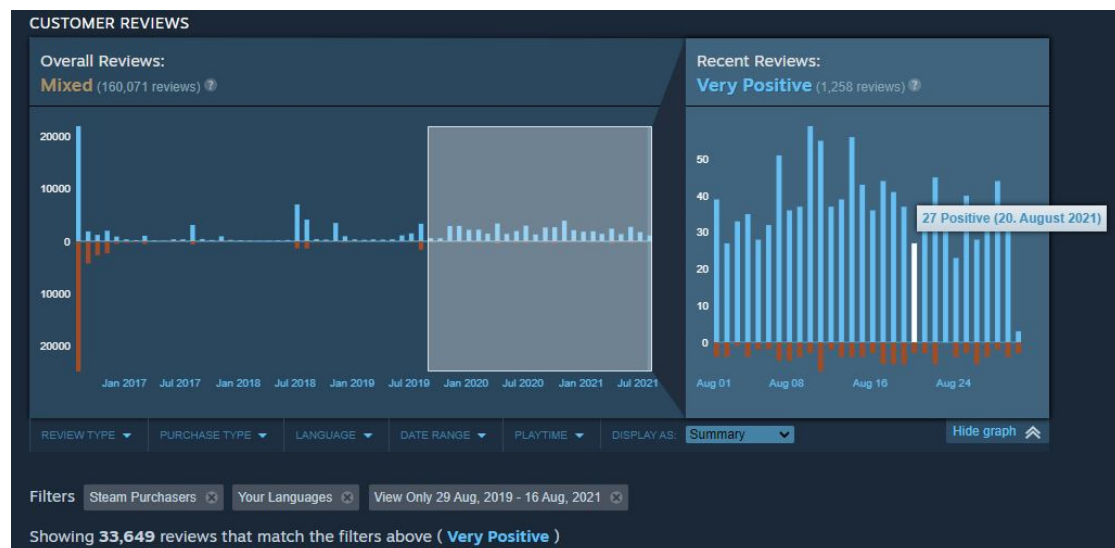 CUSTOMER REVIEWS
Overall Reviews:
Mixed (160,071 reviews) ?
Recent Reviews:
Very Positive (1,258 reviews) ?
20000
10000
0
10000
20000
Jan 2017 Jul 2017 Jan 2018 Jul 2018 Jan 2019 Jul 2019 Jan 2020 Jul 2020 Jan 2021 Jul 2021
50
40
30
20
10
0
27 Positive (20. August 2021)
Aug 01 Aug 08 Aug 16 Aug 24
REVIEW TYPE PURCHASE TYPE LANGUAGE DATE RANGE PLAYTIME DISPLAY AS: Summary Hide graph
Filters Steam Purchasers Your Languages View Only 29 Aug, 2019 - 16 Aug, 2021
Showing 33,649 reviews that match the filters above ( Very Positive )